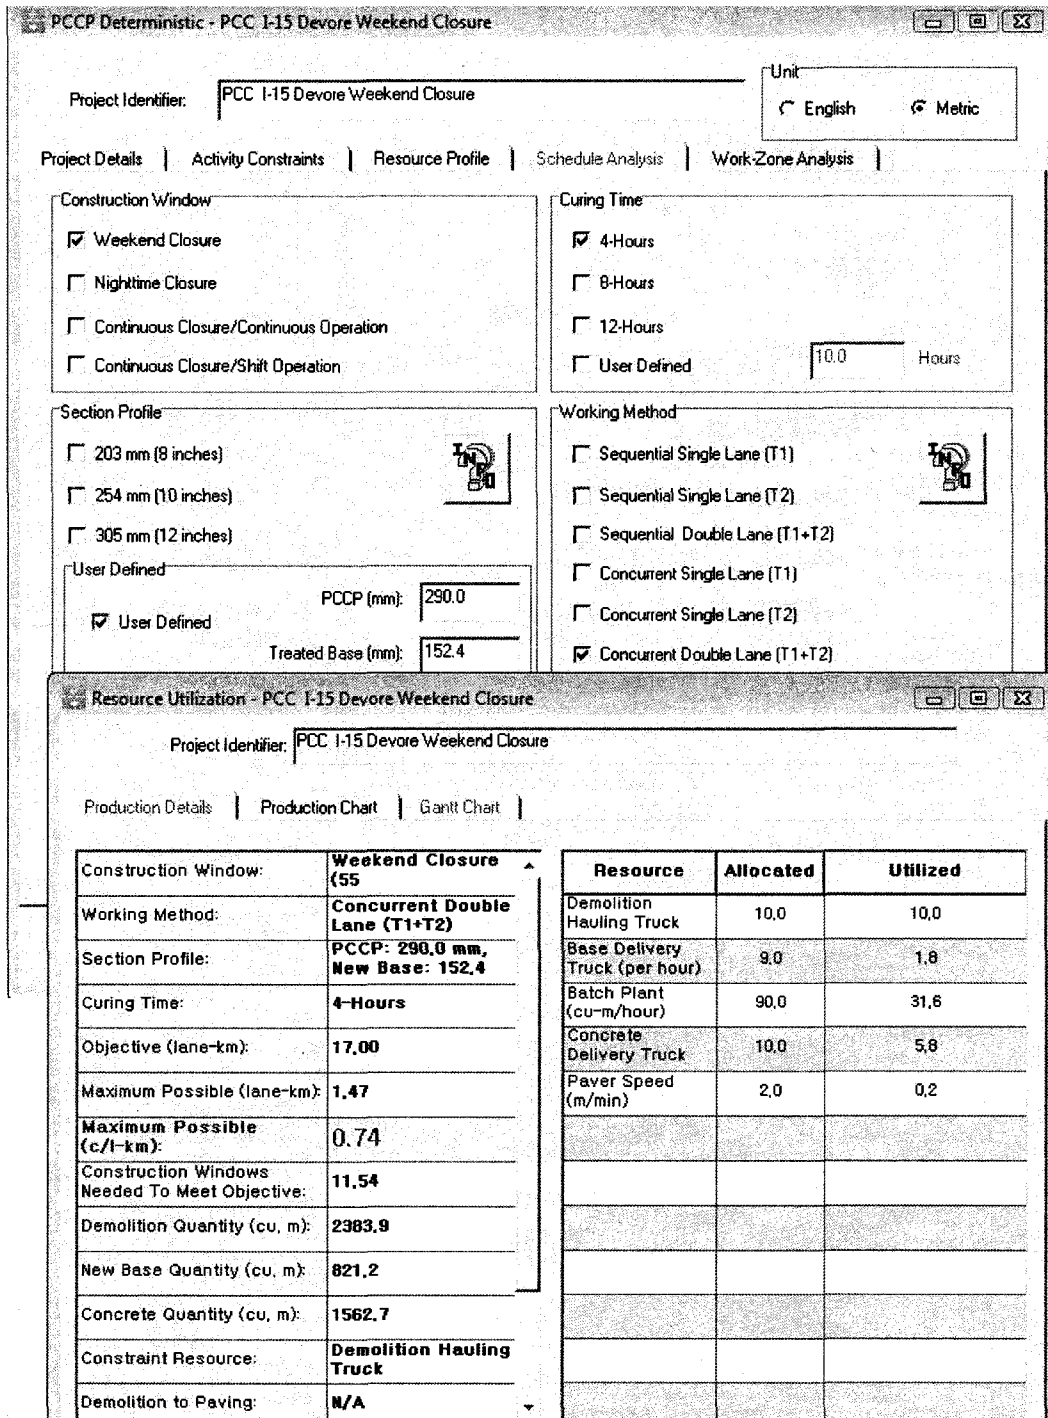 PCCP Deterministic - PCC I-15 Devore Weekend Closure
Project Identifier: PCC I-15 Devore Weekend Closure
Unit
English Metric
Project Details Activity Constraints Resource Profile Schedule Analysis Work-Zone Analysis
Construction Window
Weekend Closure
Nighttime Closure
Continuous Closure/Continuous Operation
Continuous Closure/Shift Operation
Curing Time
4-Hours
8-Hours
12-Hours
User Defined 10.0 Hours
Section Profile
203 mm (8 inches)
254 mm (10 inches)
305 mm (12 inches)
User Defined
User Defined
PCCP (mm): 290.0
Treated Base (mm): 152.4
INFO
Working Method
Sequential Single Lane (T1)
Sequential Single Lane (T2)
Sequential Double Lane (T1+T2)
Concurrent Single Lane (T1)
Concurrent Single Lane (T2)
Concurrent Double Lane (T1+T2)
INFO
Resource Utilization - PCC I-15 Devore Weekend Closure
Project Identifier: PCC I-15 Devore Weekend Closure
Production Details Production Chart Gantt Chart
Construction Window: Weekend Closure
(55
Working Method: Concurrent Double
Lane (T1+T2)
Section Profile: PCCP: 290,0 mm,
New Base: 152,4
Curing Time: 4-Hours
Objective (lane-km): 17,00
Maximum Possible (lane-km): 1,47
Maximum Possible
(c/l-km): 0.74
Construction Windows
Needed To Meet Objective: 11,54
Demolition Quantity (cu, m): 2383,9
New Base Quantity (cu, m): 821,2
Concrete Quantity (cu, m): 1562,7
Constraint Resource: Demolition Hauling
Truck
Demolition to Paving: N/A
Resource Allocated Utilized
Demolition
Hauling Truck 10,0 10,0
Base Delivery
Truck (per hour) 9,0 1,8
Batch Plant
(cu-m/hour) 90,0 31,6
Concrete
Delivery Truck 10,0 5,8
Paver Speed
(m/min) 2,0 0,2